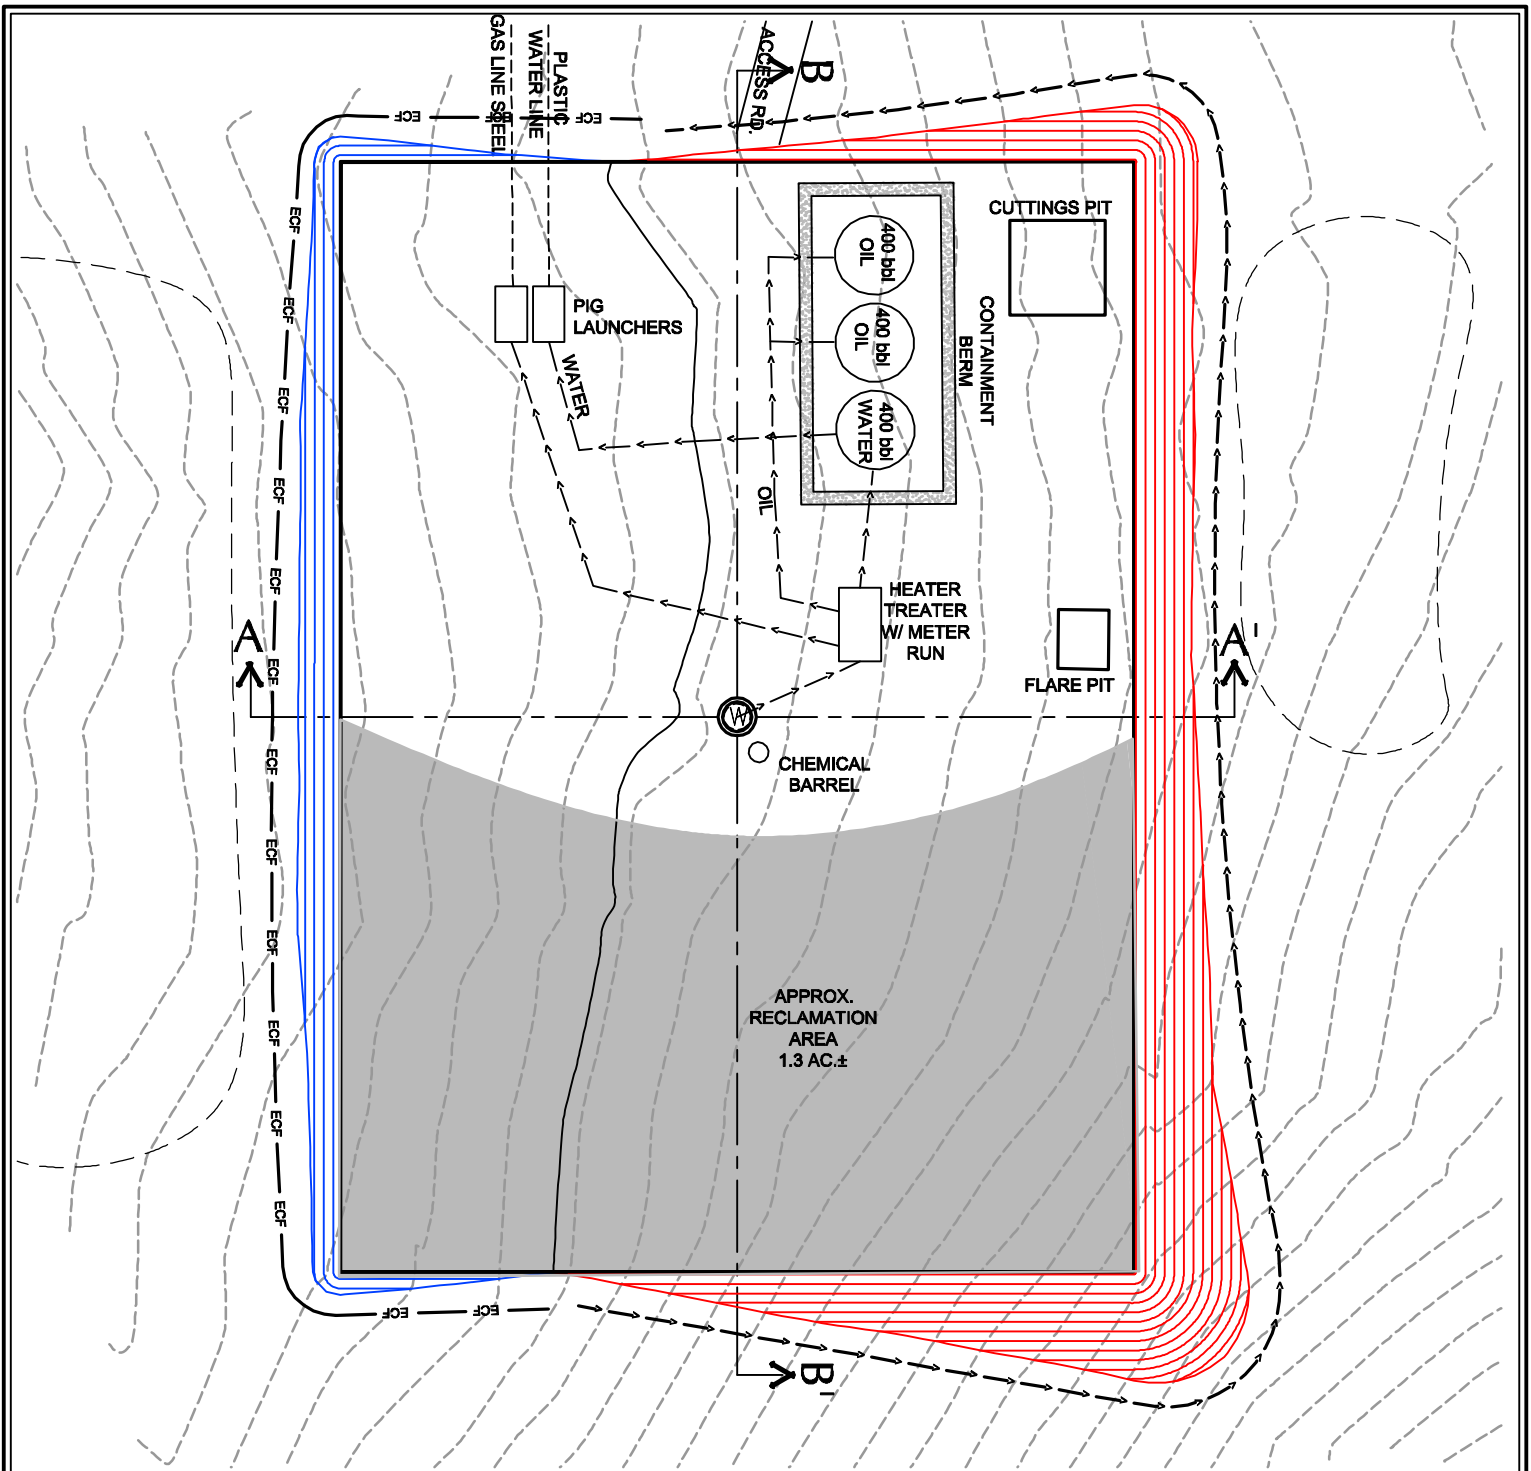 GAS LINE STEEL
PLASTIC
WATER LINE
ACCESS RD.
B
ECF
ECF
ECF
CUTTINGS PIT
400 bbl
OIL
400 bbl
OIL
400 bbl
WATER
CONTAINMENT
BERM
PIG
LAUNCHERS
WATER
OIL
HEATER
TREATER
W/ METER
RUN
FLARE PIT
A
A'
W
CHEMICAL
BARREL
APPROX.
RECLAMATION
AREA
1.3 AC.±
ECF
ECF
ECF
ECF
ECF
ECF
ECF
ECF
ECF
ECF
ECF
ECF
ECF
ECF
B'